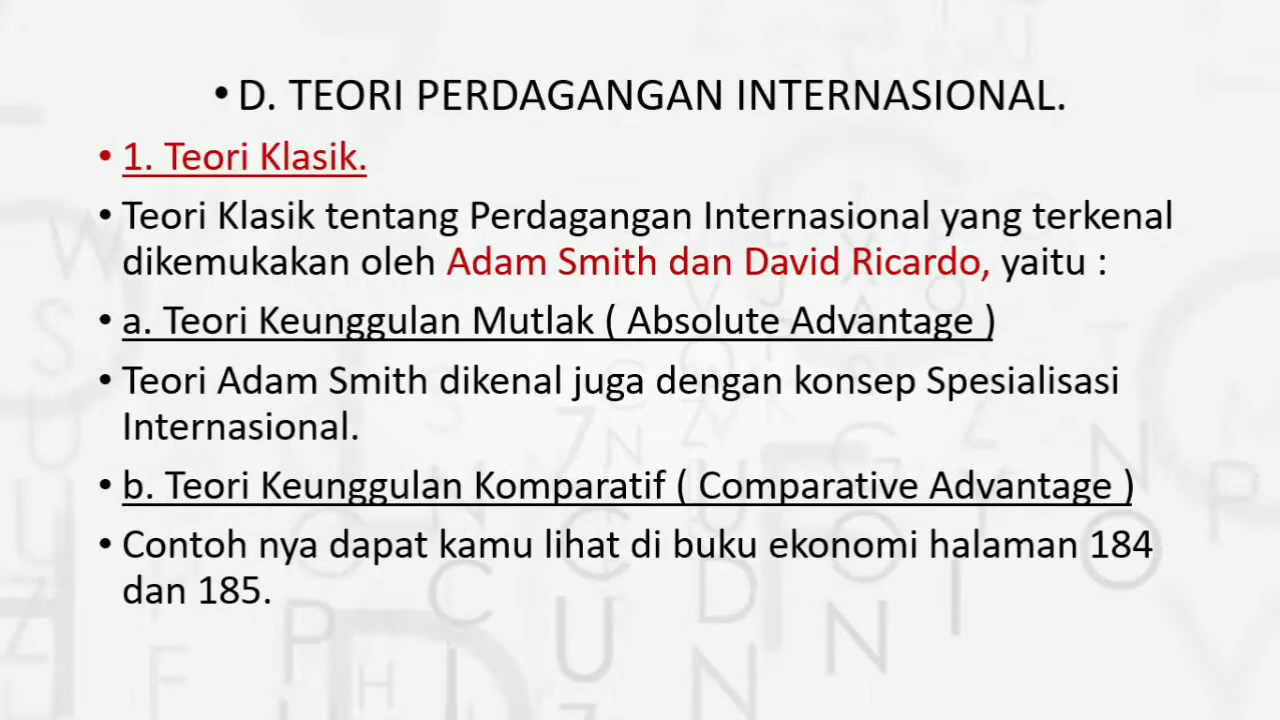 • D. TEORI PERDAGANGAN INTERNASIONAL.
• 1. Teori Klasik.
• Teori Klasik tentang Perdagangan Internasional yang terkenal
dikemukakan oleh Adam Smith dan David Ricardo, yaitu :
• a. Teori Keunggulan Mutlak ( Absolute Advantage )
• Teori Adam Smith dikenal juga dengan konsep Spesialisasi
Internasional.
• b. Teori Keunggulan Komparatif ( Comparative Advantage )
• Contoh nya dapat kamu lihat di buku ekonomi halaman 184
dan 185.